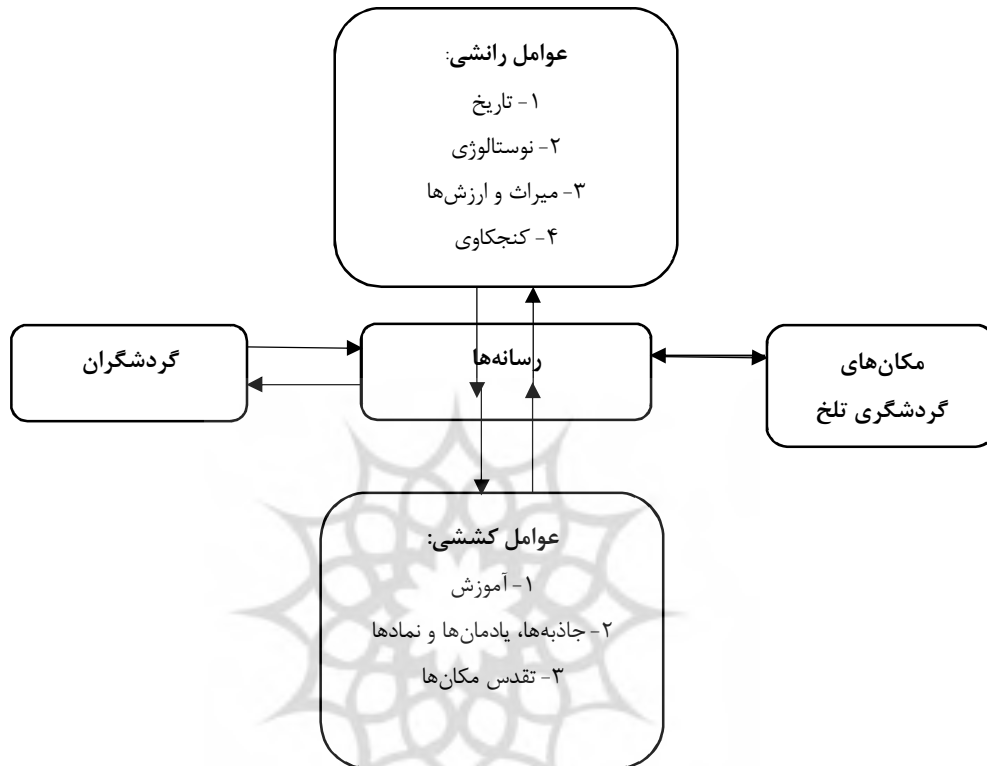 عوامل رانشی:
۱- تاریخ
۲- نوستالوژی
۳- میراث و ارزش‌ها
۴- کنجکاوی
گردشگران
رسانه‌ها
مکان‌های
گردشگری تلخ
عوامل کششی:
۱- آموزش
۲- جاذبه‌ها، یادمان‌ها و نمادها
۳- تقدس مکان‌ها